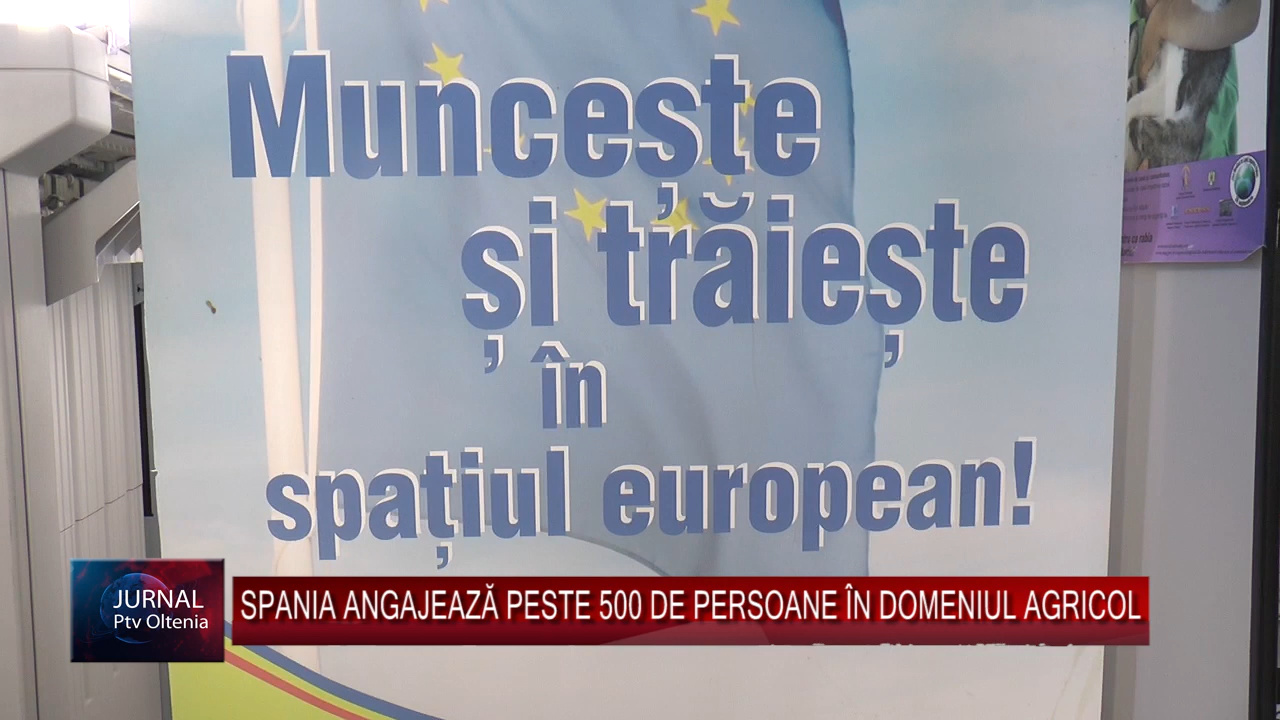 Muncește
și trăiește
în
spațiul european!
JURNAL
Ptv Oltenia
SPANIA ANGAJEAZĂ PESTE 500 DE PERSOANE ÎN DOMENIUL AGRICOL